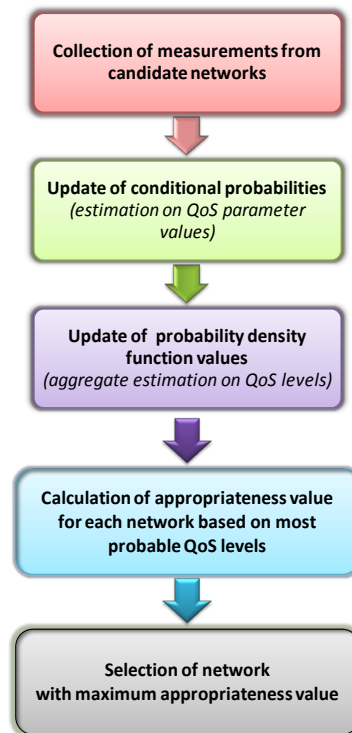 Collection of measurements from
candidate networks
Update of conditional probabilities
(estimation on QoS parameter
values)
Update of probability density
function values
(aggregate estimation on QoS levels)
Calculation of appropriateness value
for each network based on most
probable QoS levels
Selection of network
with maximum appropriateness value